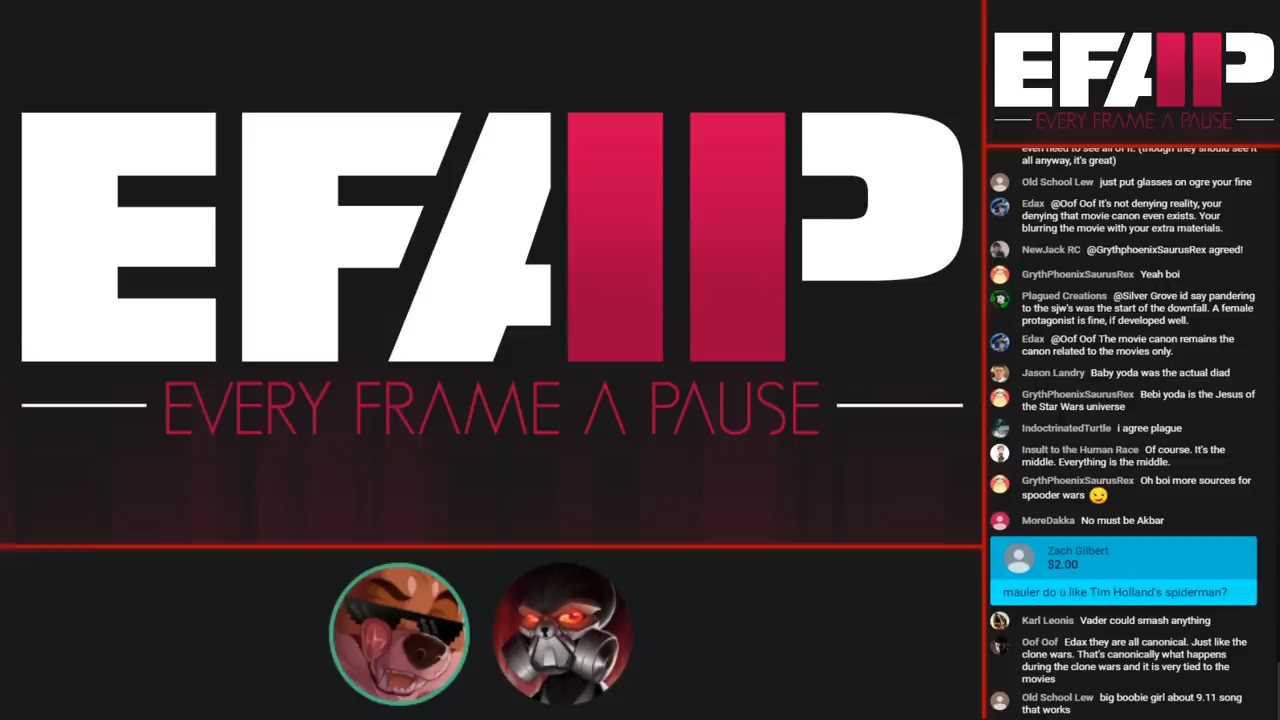 EFAP
EVERY FRAME A PAUSE
EFAP
EVERY FRAME A PAUSE
even need to see all of it. (though they should see it
all anyway, it's great)
Old School Lew just put glasses on ogre your fine
Edax @Oof Oof It's not denying reality, your
denying that movie canon even exists. Your
blurring the movie with your extra materials.
NewJack RC @GrythphoenixSaurusRex agreed!
GrythPhoenixSaurusRex Yeah boi
Plagued Creations @Silver Grove id say pandering
to the sjw's was the start of the downfall. A female
protagonist is fine, if developed well.
Edax @Oof Oof The movie canon remains the
canon related to the movies only.
Jason Landry Baby yoda was the actual diad
GrythPhoenixSaurusRex Bebi yoda is the Jesus of
the Star Wars universe
IndoctrinatedTurtle i agree plague
Insult to the Human Race Of course. It's the
middle. Everything is the middle.
GrythPhoenixSaurusRex Oh boi more sources for
spooder wars 😏
MoreDakka No must be Akbar
Zach Gilbert
$2.00
mauler do u like Tim Holland's spiderman?
Karl Leonis Vader could smash anything
Oof Oof Edax they are all canonical. Just like the
clone wars. That's canonically what happens
during the clone wars and it is very tied to the
movies
Old School Lew big boobie girl about 9.11 song
that works